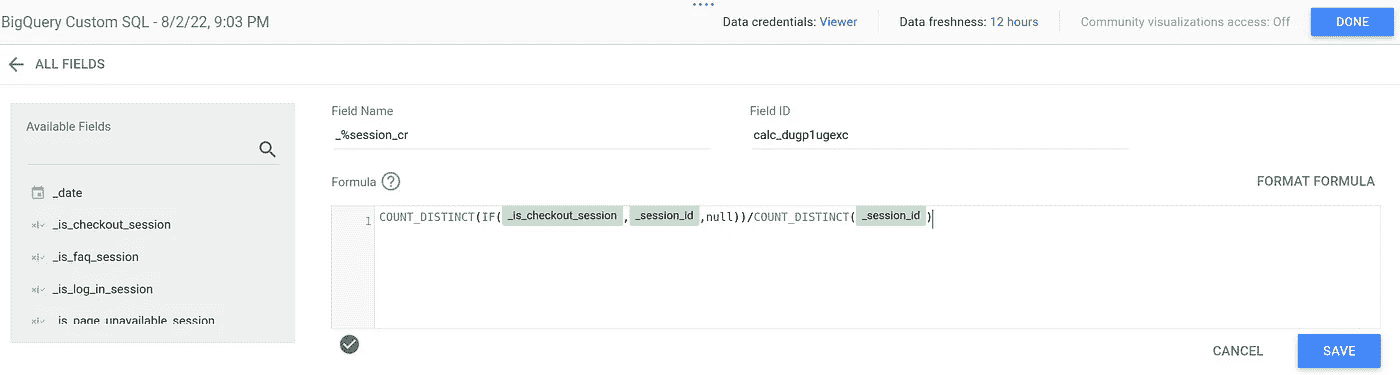 BigQuery Custom SQL - 8/2/22, 9:03 PM Data credentials: Viewer Data freshness: 12 hours Community visualizations access: Off DONE
ALL FIELDS
Available Fields
Field Name
Field ID
_%session_cr
calc_dugp1ugexc
Formula
FORMAT FORMULA
_date
_is_checkout_session
_is_faq_session
_is_log_in_session
_is_page_unavailable_session
1 COUNT_DISTINCT(IF(_is_checkout_session,_session_id,null))/COUNT_DISTINCT(_session_id)
CANCEL
SAVE